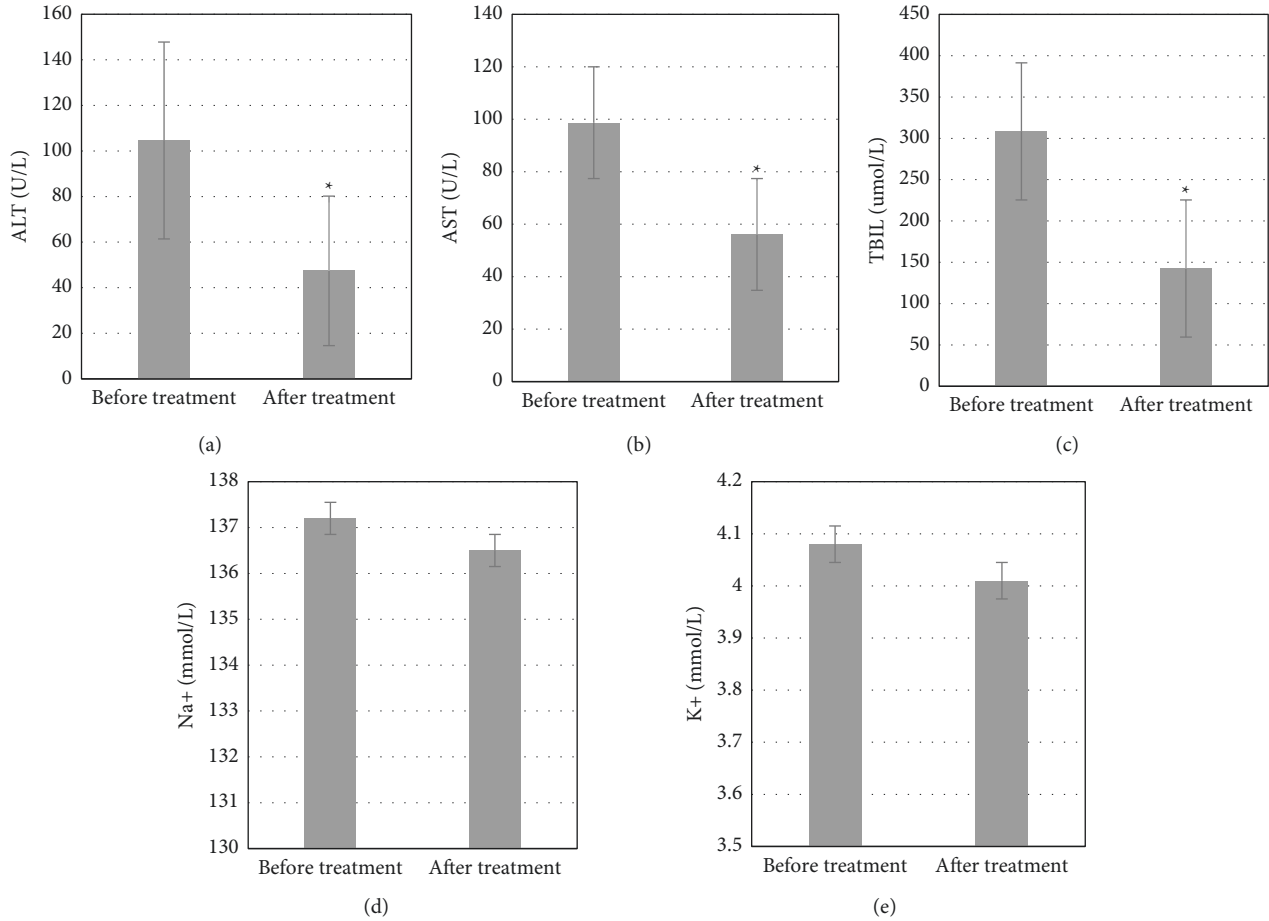 ALT (U/L)
160
140
120
100
80
60
40
20
0
*
Before treatment
After treatment
(a)
AST (U/L)
140
120
100
80
60
40
20
0
*
Before treatment
After treatment
(b)
TBIL (umol/L)
450
400
350
300
250
200
150
100
50
0
*
Before treatment
After treatment
(c)
Na+ (mmol/L)
138
137
136
135
134
133
132
131
130
Before treatment
After treatment
(d)
K+ (mmol/L)
4.2
4.1
4
3.9
3.8
3.7
3.6
3.5
Before treatment
After treatment
(e)